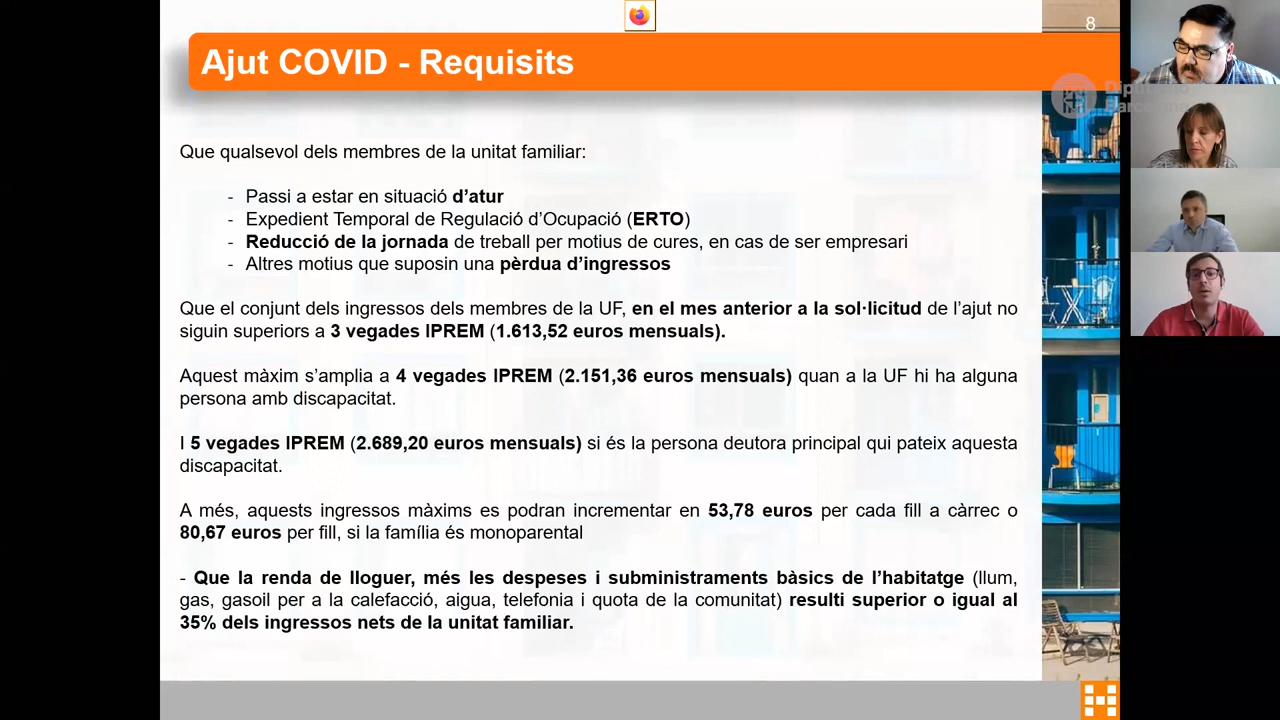 8
Ajut COVID - Requisits
Diputació
Barcelona
Que qualsevol dels membres de la unitat familiar:
- Passi a estar en situació d’atur
- Expedient Temporal de Regulació d’Ocupació (ERTO)
- Reducció de la jornada de treball per motius de cures, en cas de ser empresari
- Altres motius que suposin una pèrdua d’ingressos
Que el conjunt dels ingressos dels membres de la UF, en el mes anterior a la sol·licitud de l’ajut no
siguin superiors a 3 vegades IPREM (1.613,52 euros mensuals).
Aquest màxim s’amplia a 4 vegades IPREM (2.151,36 euros mensuals) quan a la UF hi ha alguna
persona amb discapacitat.
I 5 vegades IPREM (2.689,20 euros mensuals) si és la persona deutora principal qui pateix aquesta
discapacitat.
A més, aquests ingressos màxims es podran incrementar en 53,78 euros per cada fill a càrrec o
80,67 euros per fill, si la família és monoparental
- Que la renda de lloguer, més les despeses i subministraments bàsics de l’habitatge (llum,
gas, gasoil per a la calefacció, aigua, telefonia i quota de la comunitat) resulti superior o igual al
35% dels ingressos nets de la unitat familiar.